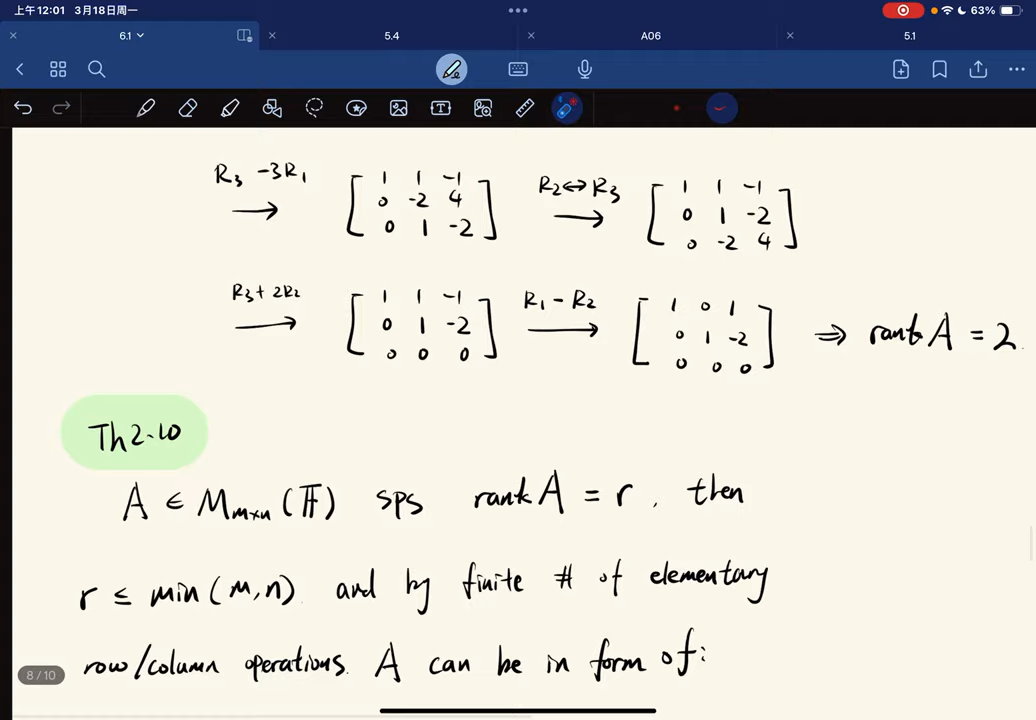 上午12:01 3月18日周一
63%
6.1
5.4
A06
5.1
R₃ -3R₁ → [1 1 -1; 0 -2 4; 0 1 -2] R₂↔R₃ → [1 1 -1; 0 1 -2; 0 -2 4]
R₃+2R₂ → [1 1 -1; 0 1 -2; 0 0 0] R₁ - R₂ → [1 0 1; 0 1 -2; 0 0 0] ⇒ rank A = 2.
Th2.10
A ∈ M_{m×n}(𝔽) sps rank A = r, then
r ≤ min(m,n) and by finite # of elementary
row/column operations. A can be in form of:
8 / 10